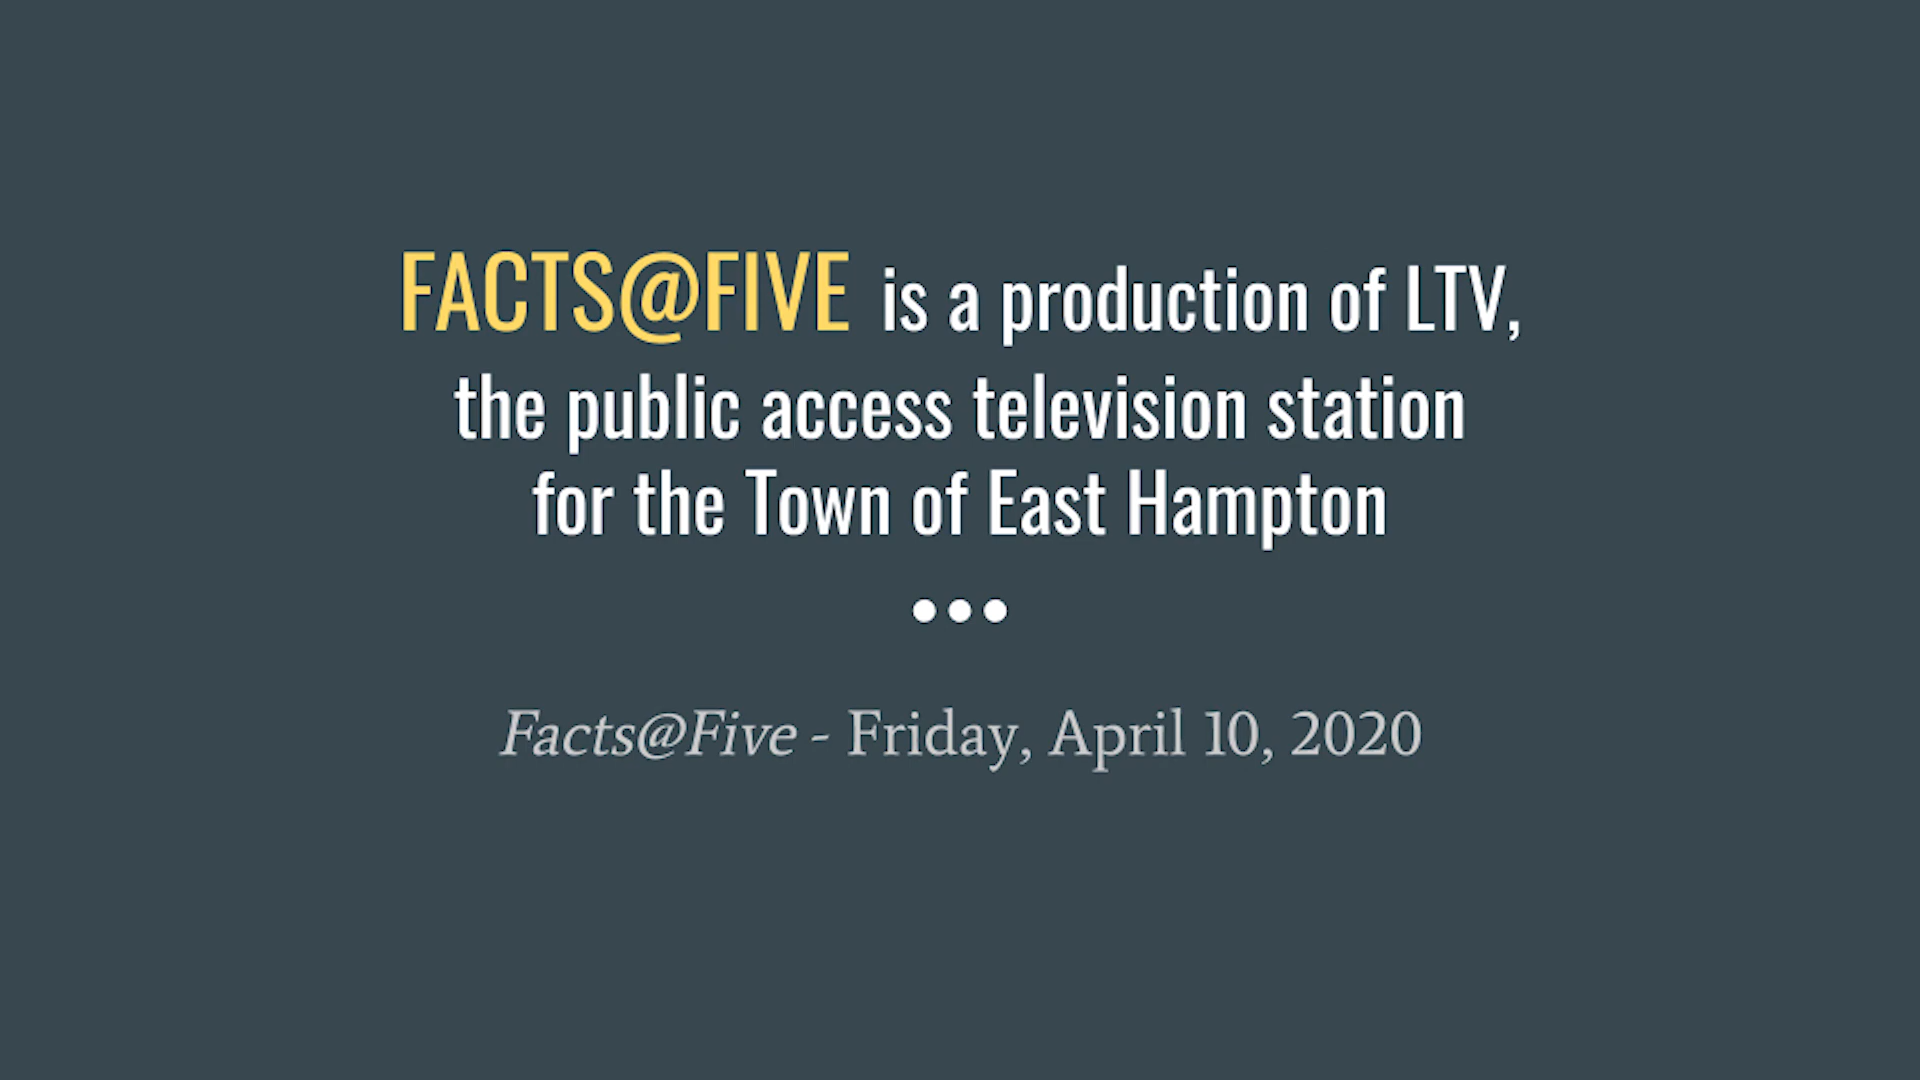 FACTS@FIVE is a production of LTV,
the public access television station
for the Town of East Hampton
Facts@Five - Friday, April 10, 2020